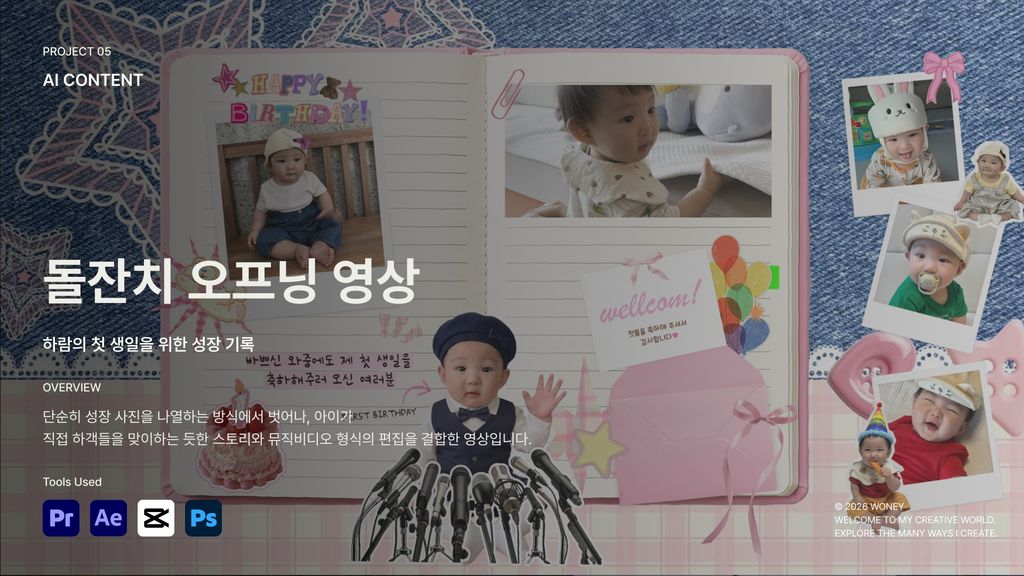 PROJECT 05
AI CONTENT
HAPPY
BIRTHDAY!
돌잔치 오프닝 영상
하람의 첫 생일을 위한 성장 기록
바쁘신 와중에도 제 첫 생일을
축하해주러 오신 여러분
OVERVIEW
단순히 성장 사진을 나열하는 방식에서 벗어나, 아이가
직접 하객들을 맞이하는 듯한 스토리와 뮤직비디오 형식의 편집을 결합한 영상입니다.
BIRTHDAY
wellcom!
첫돌을 축하해 주셔서
감사합니다♥
Tools Used
Pr Ae Ps
© 2026 WONEY
WELCOME TO MY CREATIVE WORLD.
EXPLORE THE MANY WAYS I CREATE.